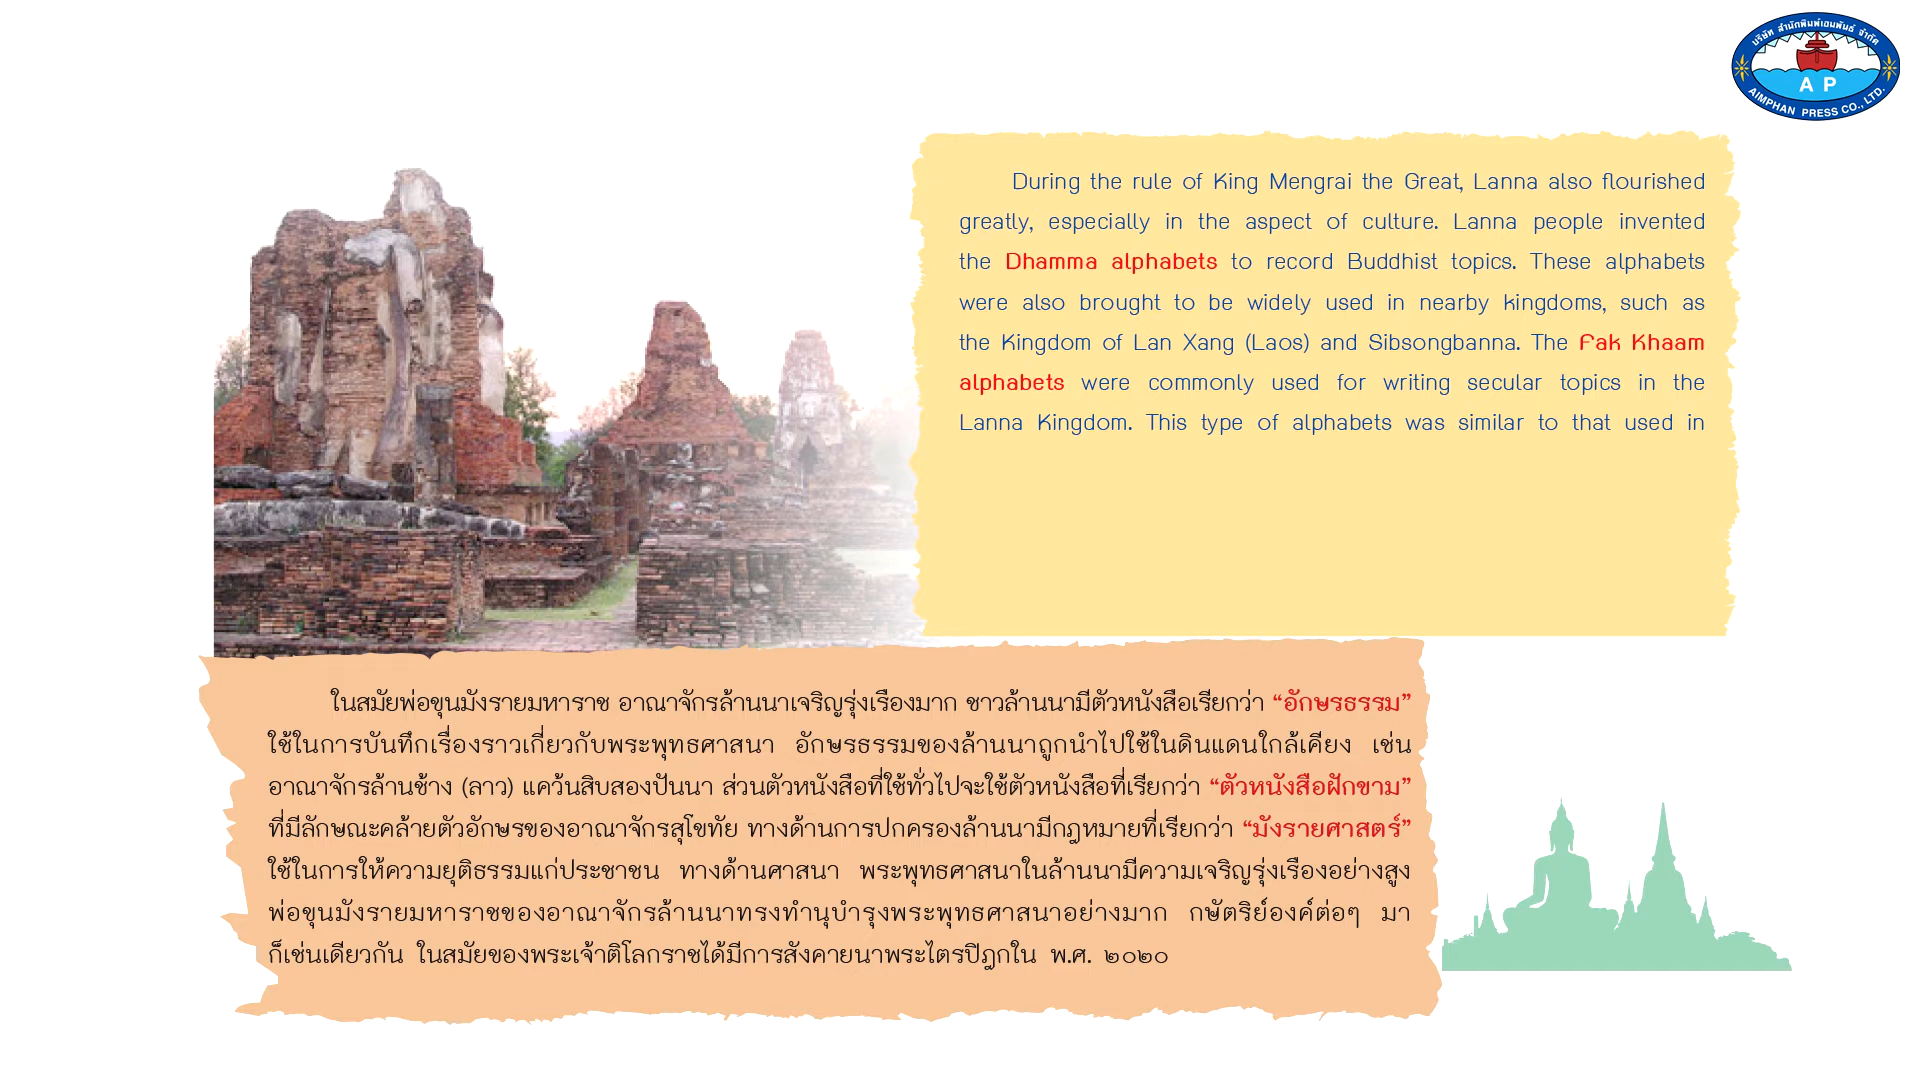 บริษัท สำนักพิมพ์เอมพันธ์ จำกัด
A P
AIMPHAN PRESS CO., LTD.
During the rule of King Mengrai the Great, Lanna also flourished
greatly, especially in the aspect of culture. Lanna people invented
the Dhamma alphabets to record Buddhist topics. These alphabets
were also brought to be widely used in nearby kingdoms, such as
the Kingdom of Lan Xang (Laos) and Sibsongbanna. The Fak Khaam
alphabets were commonly used for writing secular topics in the
Lanna Kingdom. This type of alphabets was similar to that used in
ในสมัยพ่อขุนมังรายมหาราช อาณาจักรล้านนาเจริญรุ่งเรืองมาก ชาวล้านนามีตัวหนังสือเรียกว่า “อักษรธรรม”
ใช้ในการบันทึกเรื่องราวเกี่ยวกับพระพุทธศาสนา อักษรธรรมของล้านนาถูกนำไปใช้ในดินแดนใกล้เคียง เช่น
อาณาจักรล้านช้าง (ลาว) แคว้นสิบสองปันนา ส่วนตัวหนังสือที่ใช้ทั่วไปจะใช้ตัวหนังสือที่เรียกว่า “ตัวหนังสือฝักขาม”
ที่มีลักษณะคล้ายตัวอักษรของอาณาจักรสุโขทัย ทางด้านการปกครองล้านนามีกฎหมายที่เรียกว่า “มังรายศาสตร์”
ใช้ในการให้ความยุติธรรมแก่ประชาชน ทางด้านศาสนา พระพุทธศาสนาในล้านนามีความเจริญรุ่งเรืองอย่างสูง
พ่อขุนมังรายมหาราชของอาณาจักรล้านนาทรงทำนุบำรุงพระพุทธศาสนาอย่างมาก กษัตริย์องค์ต่อๆ มา
ก็เช่นเดียวกัน ในสมัยของพระเจ้าติโลกราชได้มีการสังคายนาพระไตรปิฎกใน พ.ศ. ๒๐๒๐